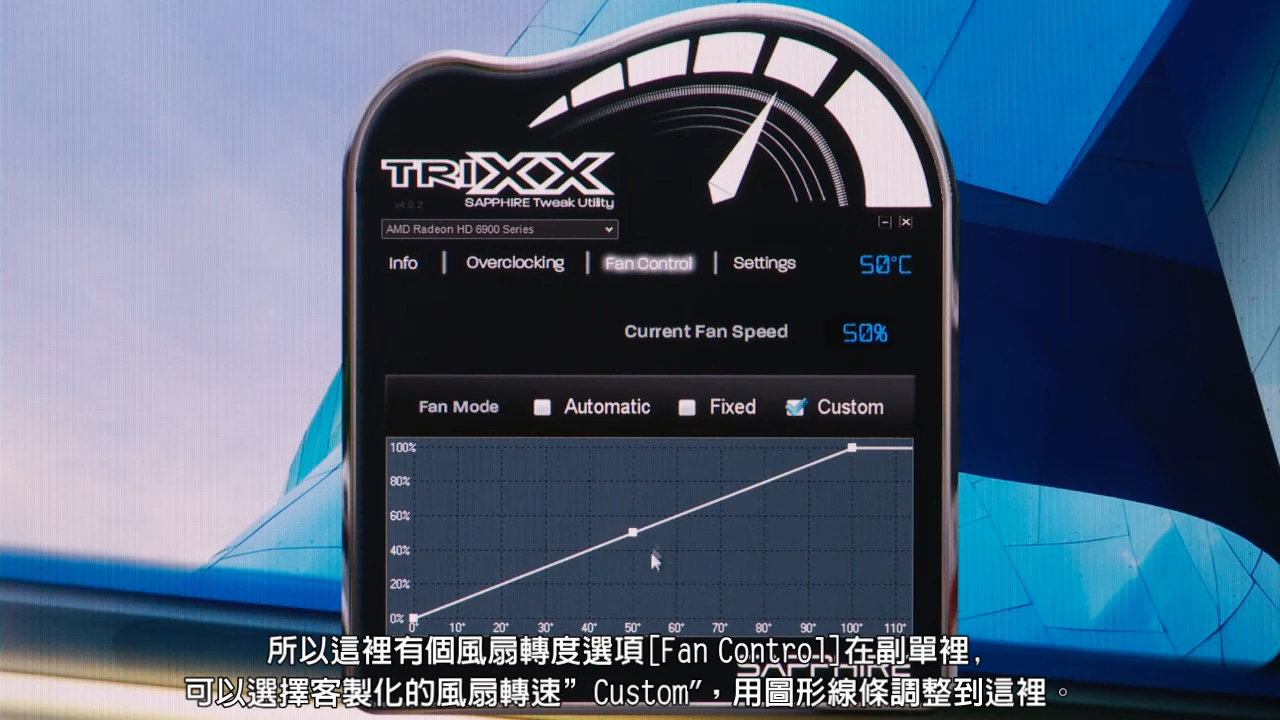 TRIXX
SAPPHIRE Tweak Utility
v4.0.2
AMD Radeon HD 6900 Series
Info | Overclocking | Fan Control | Settings 50°C
Current Fan Speed 50%
Fan Mode Automatic Fixed Custom
100%
80%
60%
40%
20%
0%
0° 10° 20° 30° 40° 50° 60° 70° 80° 90° 100° 110°
SAPPHIRE
所以這裡有個風扇轉度選項[Fan Control]在副單裡,
可以選擇客製化的風扇轉速”Custom”，用圖形線條調整到這裡。